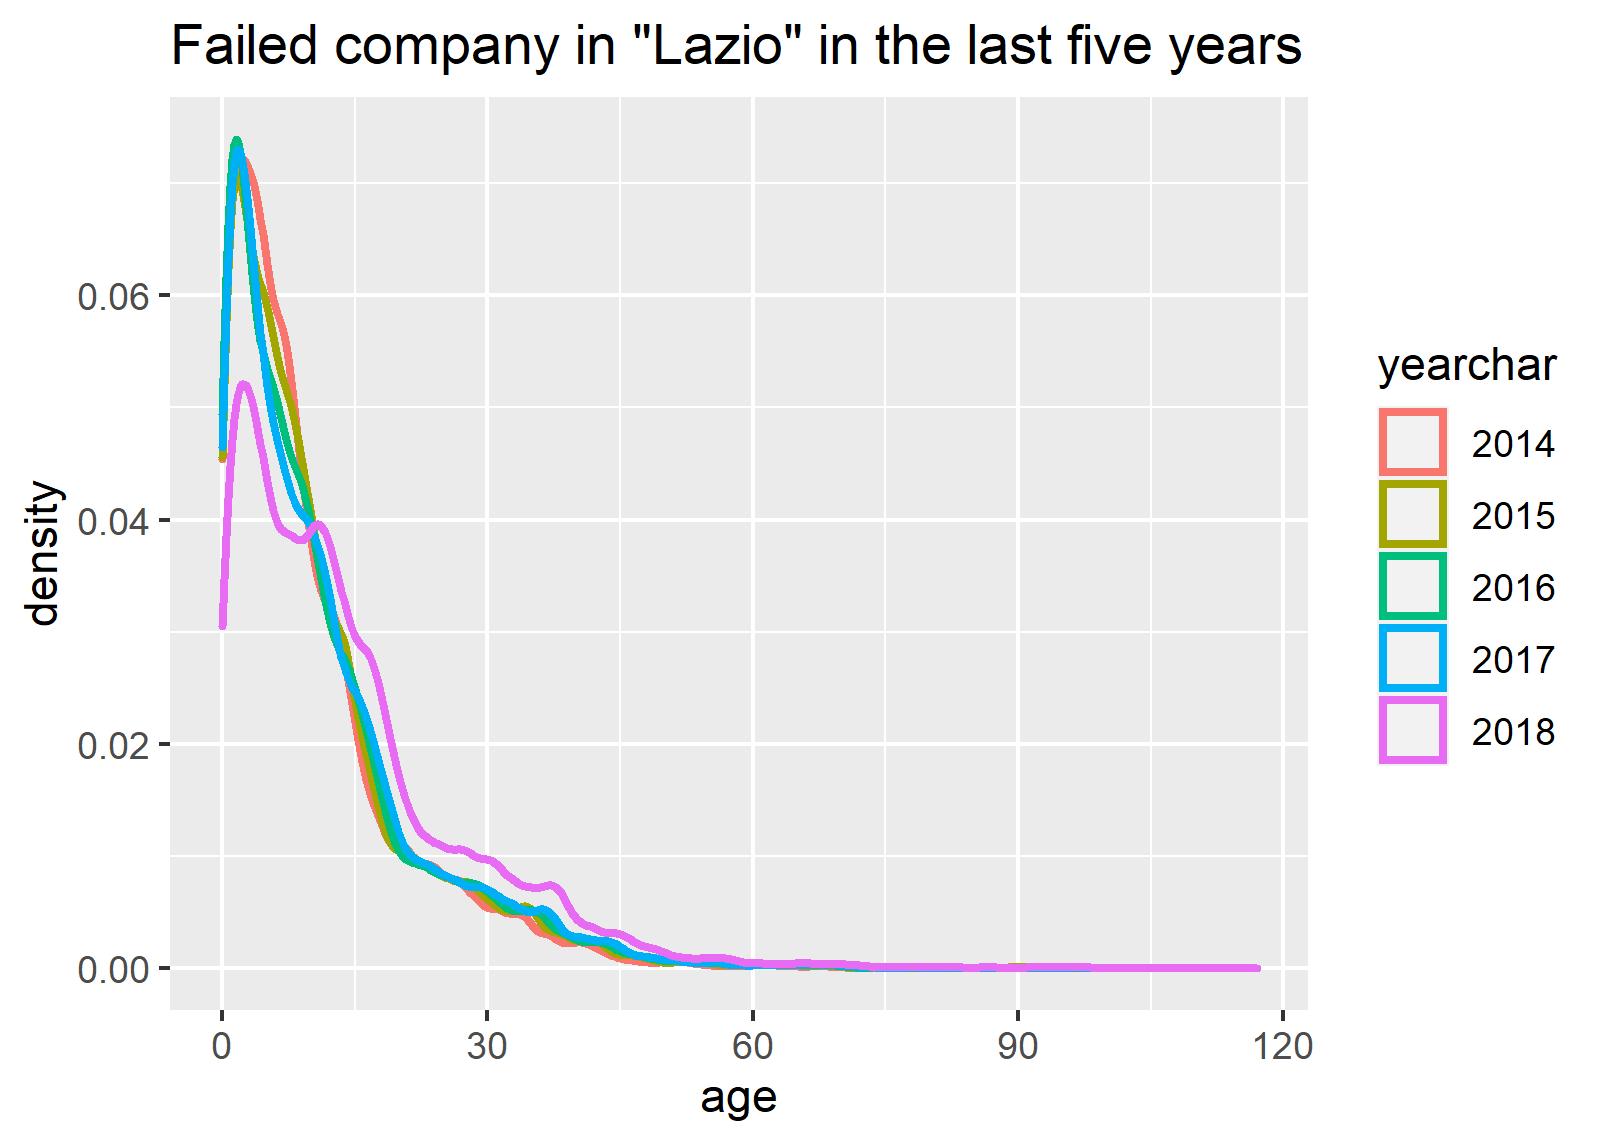 Failed company in "Lazio" in the last five years
density
0.06
0.04
0.02
0.00
0 30 60 90 120
age
yearchar
2014
2015
2016
2017
2018